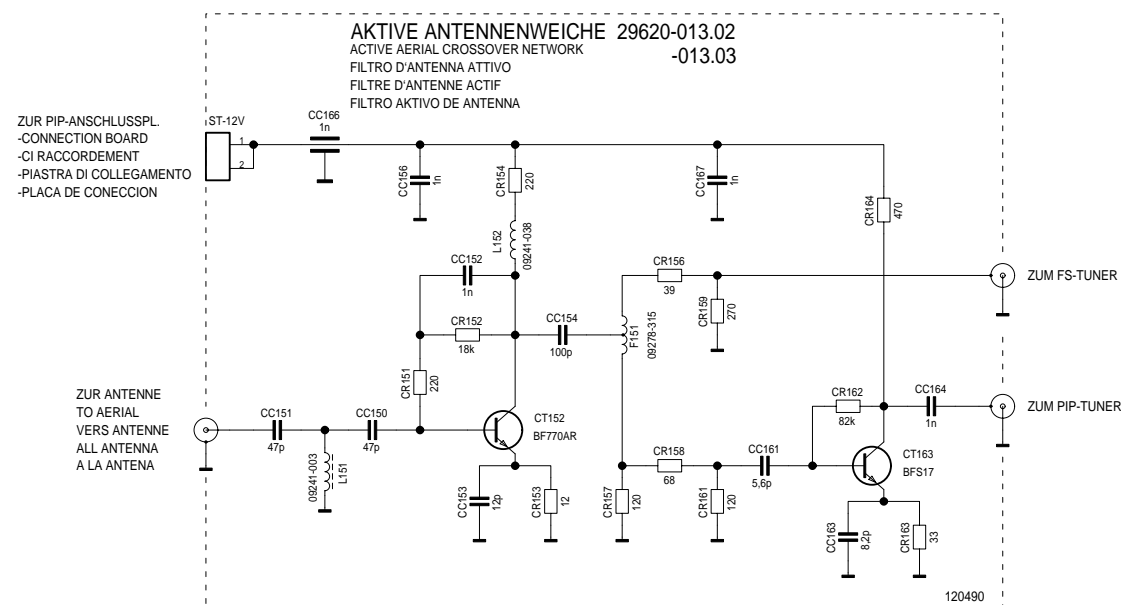 AKTIVE ANTENNENWEICHE 29620-013.02
-013.03
ACTIVE AERIAL CROSSOVER NETWORK
FILTRO D'ANTENNA ATTIVO
FILTRE D'ANTENNE ACTIF
FILTRO AKTIVO DE ANTENNA
ZUR PIP-ANSCHLUSSPL.
-CONNECTION BOARD
-CI RACCORDEMENT
-PIASTRA DI COLLEGAMENTO
-PLACA DE CONECCION
ST-12V
1
2
CC166
1n
CC156
1n
CR154
220
CC167
1n
CR164
470
L152
09241-038
CC152
1n
CR152
18k
CR151
220
CC154
100p
F151
09278-315
CR156
39
CR159
270
ZUM FS-TUNER
ZUR ANTENNE
TO AERIAL
VERS ANTENNE
ALL ANTENNA
A LA ANTENA
CC151
47p
CC150
47p
09241-003
L151
CT152
BF770AR
CC153
12p
CR153
12
CR157
120
CR158
68
CR161
120
CC161
5,6p
CR162
82k
CC164
1n
ZUM PIP-TUNER
CT163
BFS17
CC163
8,2p
CR163
33
120490